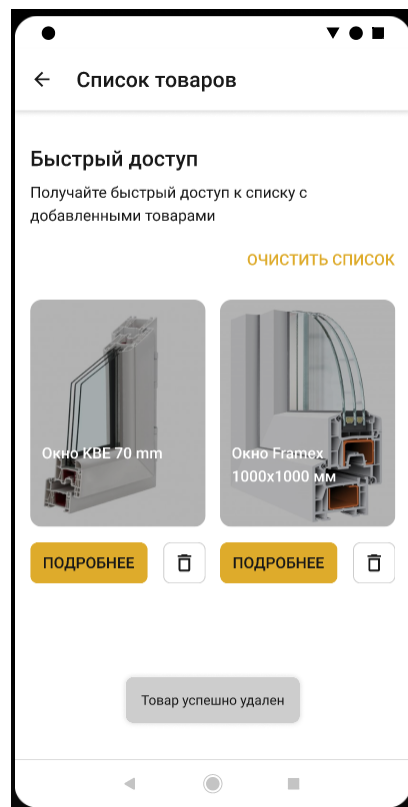 Список товаров
Быстрый доступ
Получайте быстрый доступ к списку с
добавленными товарами
ОЧИСТИТЬ СПИСОК
Окно KBE 70 mm
Окно Framex
1000x1000 мм
ПОДРОБНЕЕ
ПОДРОБНЕЕ
Товар успешно удален